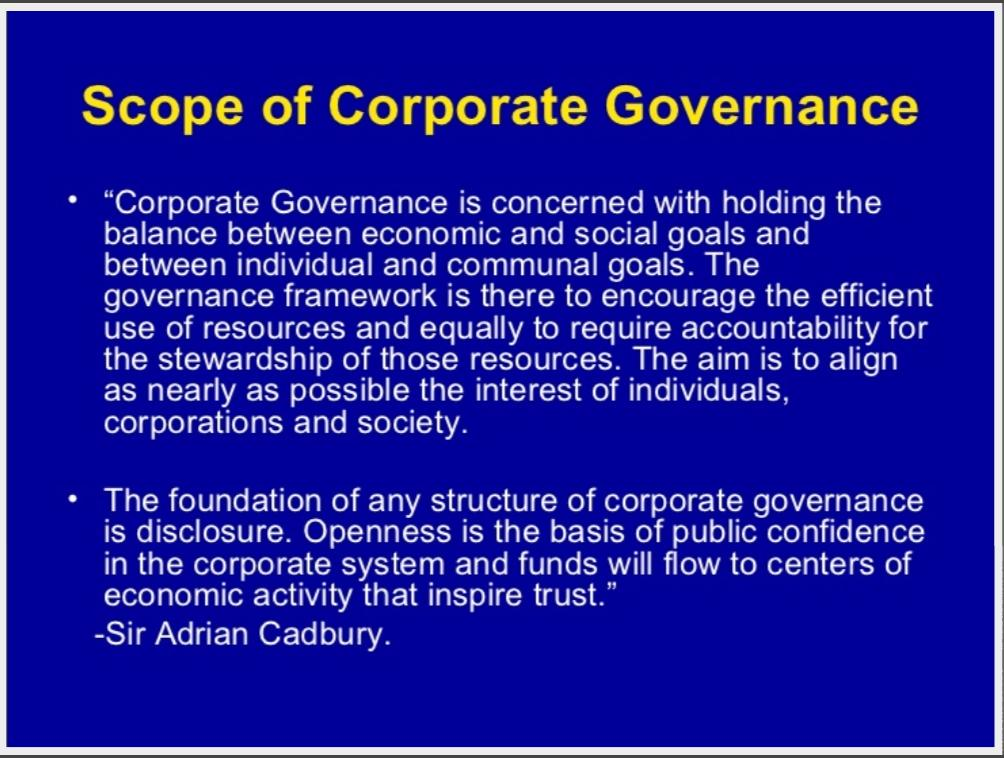 Scope of Corporate Governance
• “Corporate Governance is concerned with holding the
balance between economic and social goals and
between individual and communal goals. The
governance framework is there to encourage the efficient
use of resources and equally to require accountability for
the stewardship of those resources. The aim is to align
as nearly as possible the interest of individuals,
corporations and society.
• The foundation of any structure of corporate governance
is disclosure. Openness is the basis of public confidence
in the corporate system and funds will flow to centers of
economic activity that inspire trust.”
-Sir Adrian Cadbury.